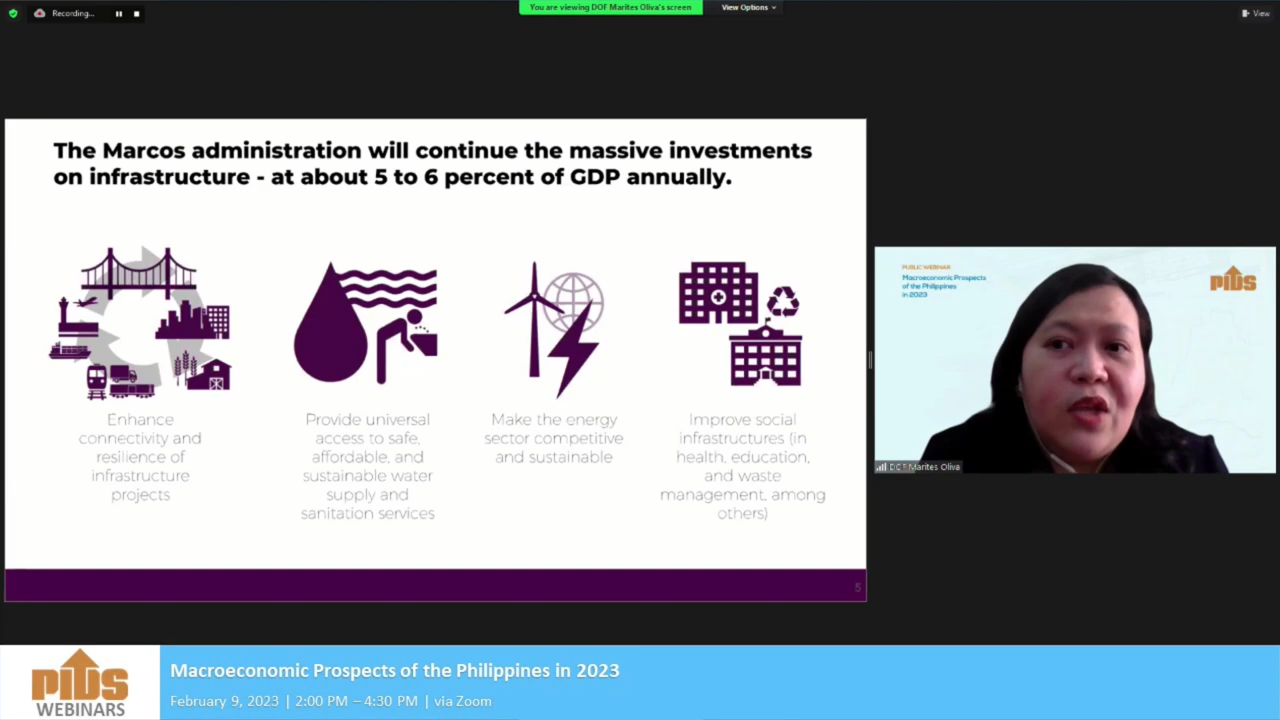 Recording...
You are viewing DOF Marites Oliva's screen
View Options
View
The Marcos administration will continue the massive investments
on infrastructure - at about 5 to 6 percent of GDP annually.
Enhance
connectivity and
resilience of
infrastructure
projects
Provide universal
access to safe,
affordable, and
sustainable water
supply and
sanitation services
Make the energy
sector competitive
and sustainable
Improve social
infrastructures (in
health, education,
and waste
management, among
others)
5
PUBLIC WEBINAR
Macroeconomic Prospects
of the Philippines
in 2023
PIDS
DOF Marites Oliva
PIDS
WEBINARS
Macroeconomic Prospects of the Philippines in 2023
February 9, 2023 | 2:00 PM – 4:30 PM | via Zoom